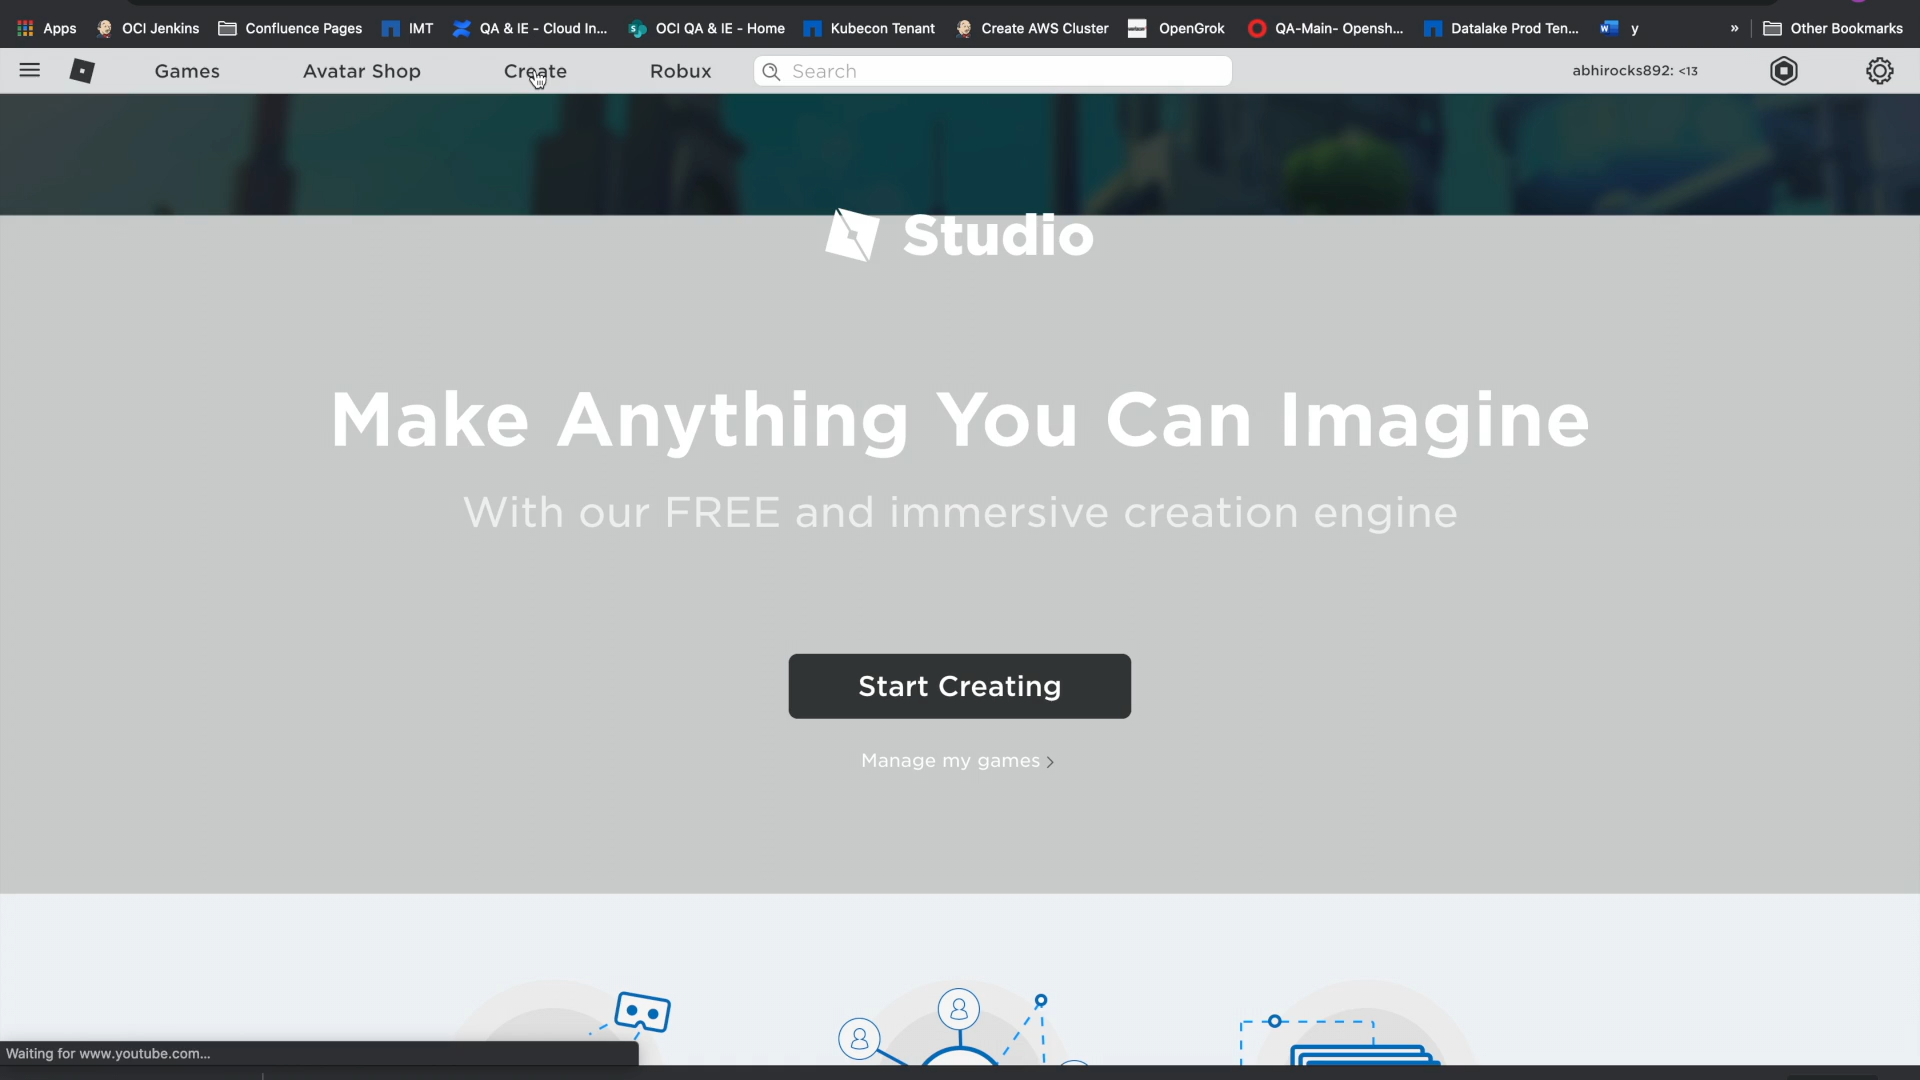 Apps OCI Jenkins Confluence Pages IMT QA & IE - Cloud In... OCI QA & IE - Home Kubecon Tenant Create AWS Cluster OpenGrok QA-Main- Opensh... Datalake Prod Ten... y » Other Bookmarks
Games Avatar Shop Create Robux Search abhirocks892: <13
Studio
Make Anything You Can Imagine
With our FREE and immersive creation engine
Start Creating
Manage my games >
Waiting for www.youtube.com...